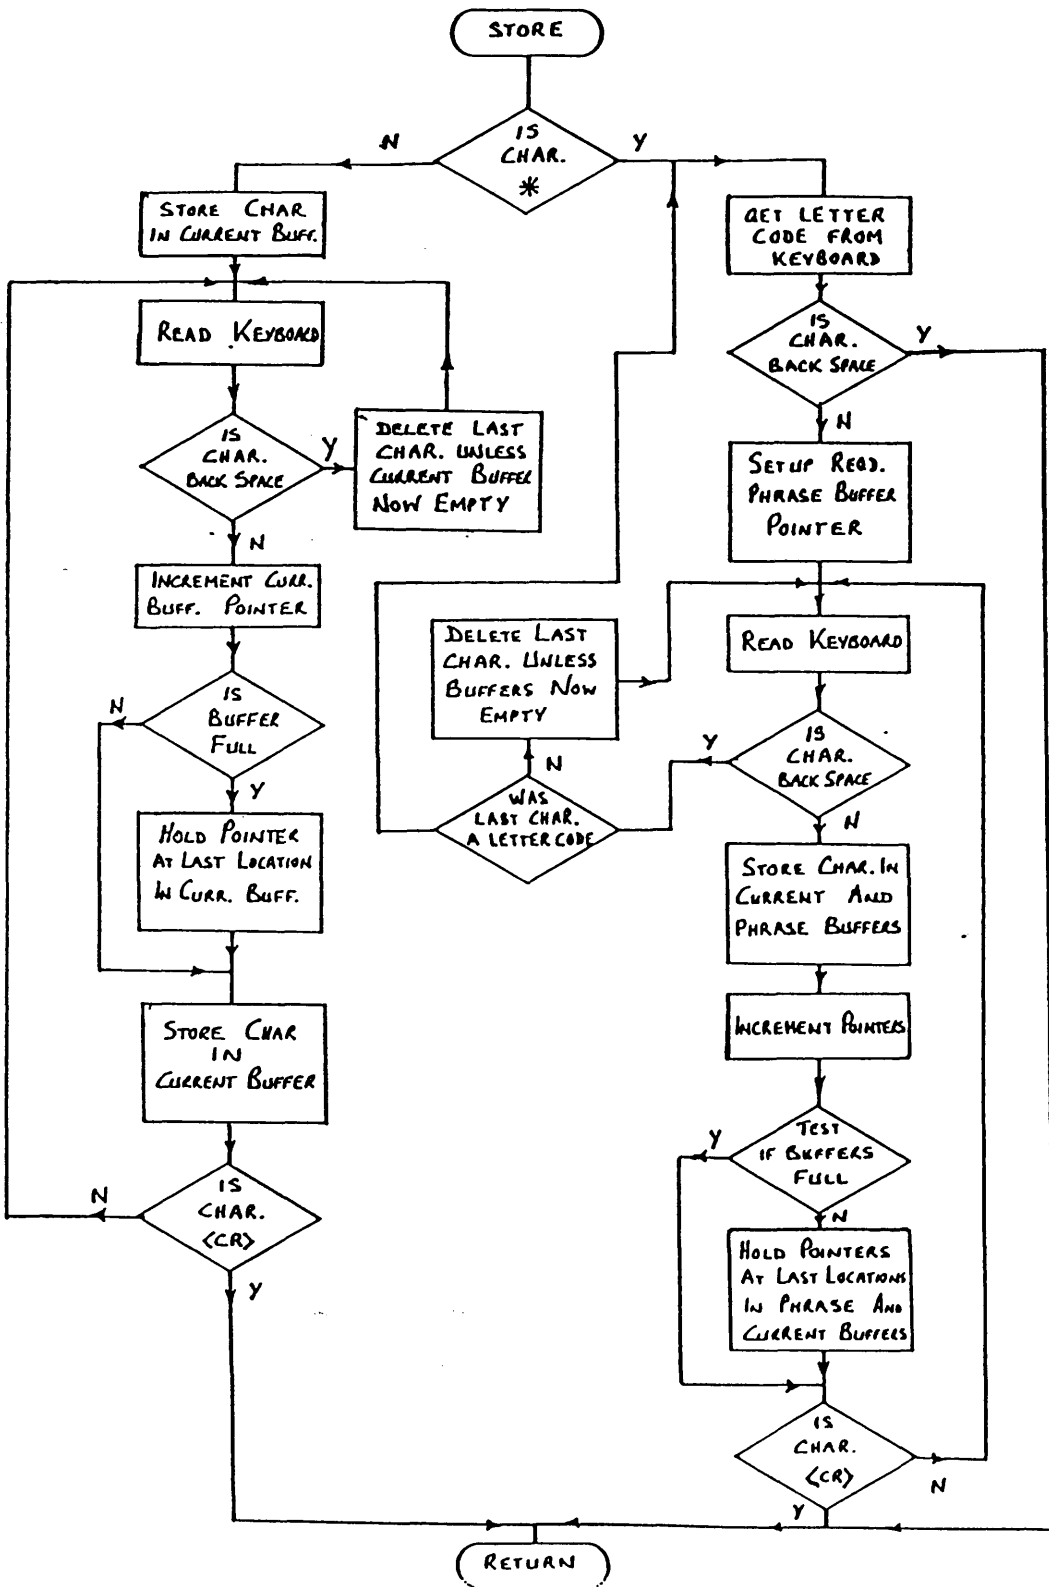 STORE
IS
CHAR.
*
N
Y
STORE CHAR
IN CURRENT BUFF.
READ KEYBOARD
IS
CHAR.
BACK SPACE
Y
DELETE LAST
CHAR. UNLESS
CURRENT BUFFER
NOW EMPTY
N
INCREMENT CURR.
BUFF. POINTER
IS
BUFFER
FULL
N
Y
HOLD POINTER
AT LAST LOCATION
IN CURR. BUFF.
STORE CHAR
IN
CURRENT BUFFER
IS
CHAR.
<CR>
N
Y
GET LETTER
CODE FROM
KEYBOARD
IS
CHAR.
BACK SPACE
Y
N
SETUP REQD.
PHRASE BUFFER
POINTER
READ KEYBOARD
IS
CHAR.
BACK SPACE
Y
WAS
LAST CHAR.
A LETTER CODE
N
DELETE LAST
CHAR. UNLESS
BUFFERS NOW
EMPTY
N
STORE CHAR. IN
CURRENT AND
PHRASE BUFFERS
INCREMENT POINTERS
TEST
IF BUFFERS
FULL
Y
N
HOLD POINTERS
AT LAST LOCATIONS
IN PHRASE AND
CURRENT BUFFERS
IS
CHAR.
<CR>
N
Y
RETURN